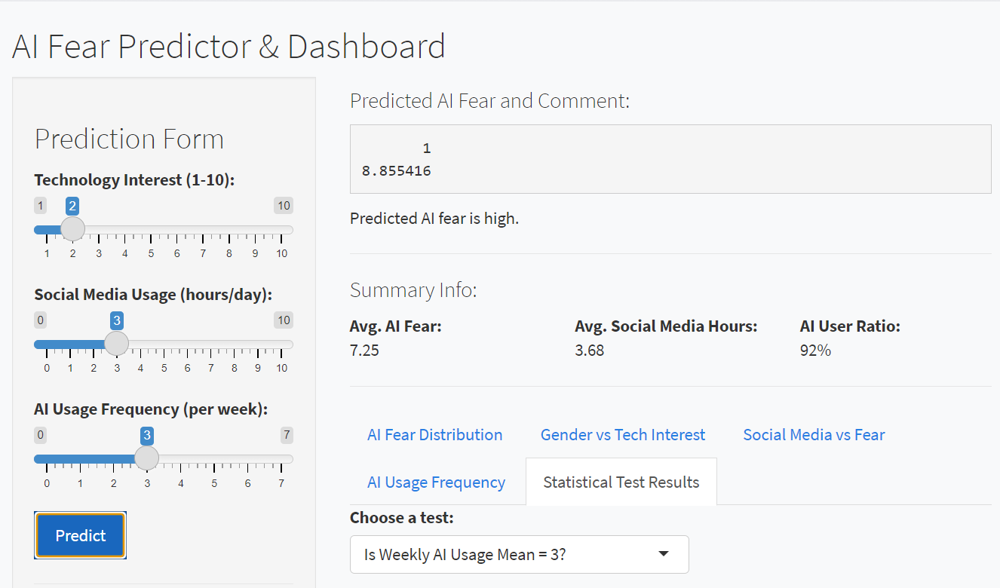 AI Fear Predictor & Dashboard
Prediction Form
Technology Interest (1-10):
1 2 10
1 2 3 4 5 6 7 8 9 10
Social Media Usage (hours/day):
0 3 10
0 1 2 3 4 5 6 7 8 9 10
AI Usage Frequency (per week):
0 3 7
0 1 2 3 4 5 6 7
Predict
Predicted AI Fear and Comment:
1
8.855416
Predicted AI fear is high.
Summary Info:
Avg. AI Fear: Avg. Social Media Hours: AI User Ratio:
7.25 3.68 92%
AI Fear Distribution Gender vs Tech Interest Social Media vs Fear
AI Usage Frequency Statistical Test Results
Choose a test:
Is Weekly AI Usage Mean = 3?